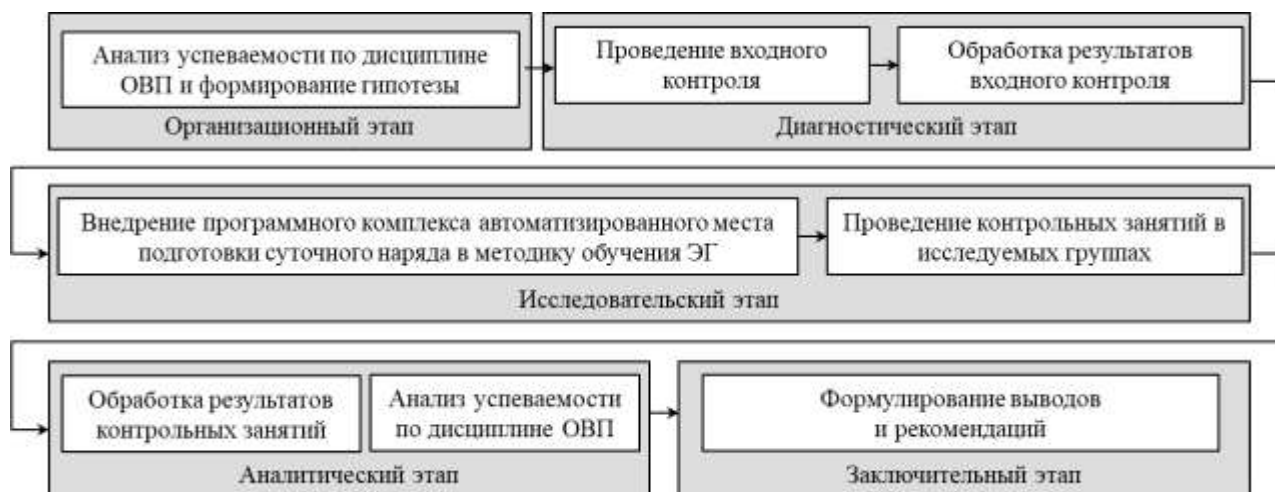 Анализ успеваемости по дисциплине
ОВП и формирование гипотезы
Организационный этап
Проведение входного
контроля
Обработка результатов
входного контроля
Диагностический этап
Внедрение программного комплекса автоматизированного места
подготовки суточного наряда в методику обучения ЭГ
Проведение контрольных занятий в
исследуемых группах
Исследовательский этап
Обработка результатов
контрольных занятий
Анализ успеваемости
по дисциплине ОВП
Аналитический этап
Формулирование выводов
и рекомендаций
Заключительный этап